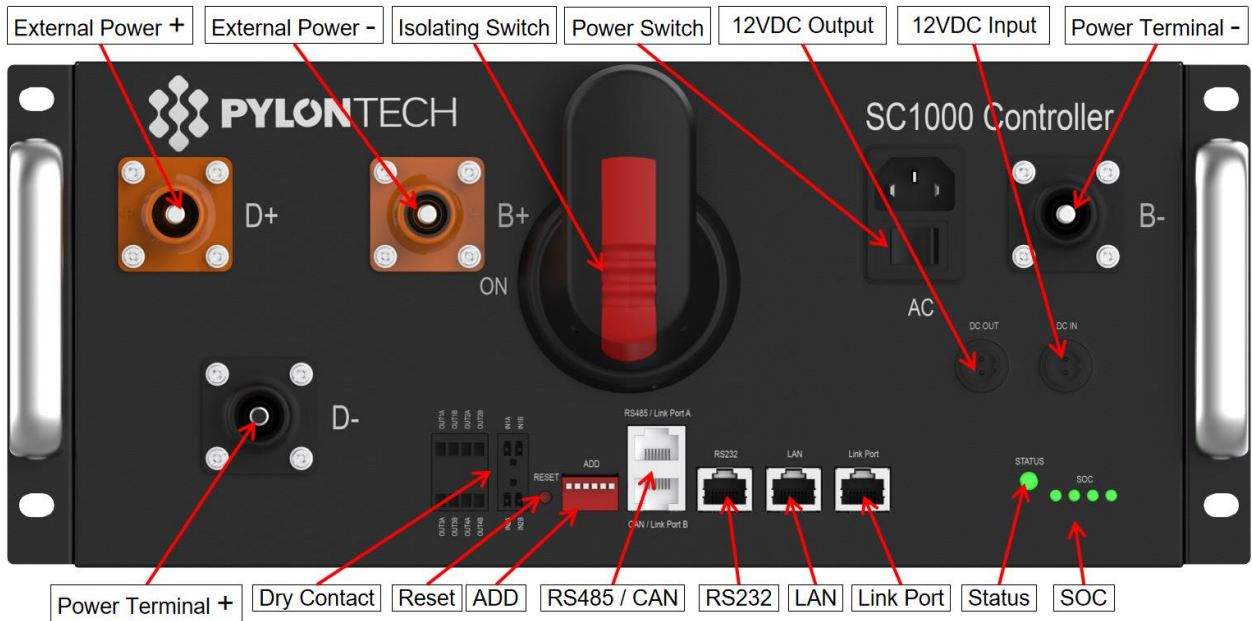 External Power +
External Power -
Isolating Switch
Power Switch
12VDC Output
12VDC Input
Power Terminal -
PYLONTECH
SC1000 Controller
D+
B+
B-
ON
AC
DC OUT
DC IN
D-
OUT1A
OUT1B
OUT2A
OUT2B
IN1A
IN1B
RS485 / Link Port A
RESET
ADD
RS232
LAN
Link Port
STATUS
SOC
OUT3A
OUT3B
OUT4A
OUT4B
IN2A
IN2B
CAN / Link Port B
Power Terminal +
Dry Contact
Reset
ADD
RS485 / CAN
RS232
LAN
Link Port
Status
SOC